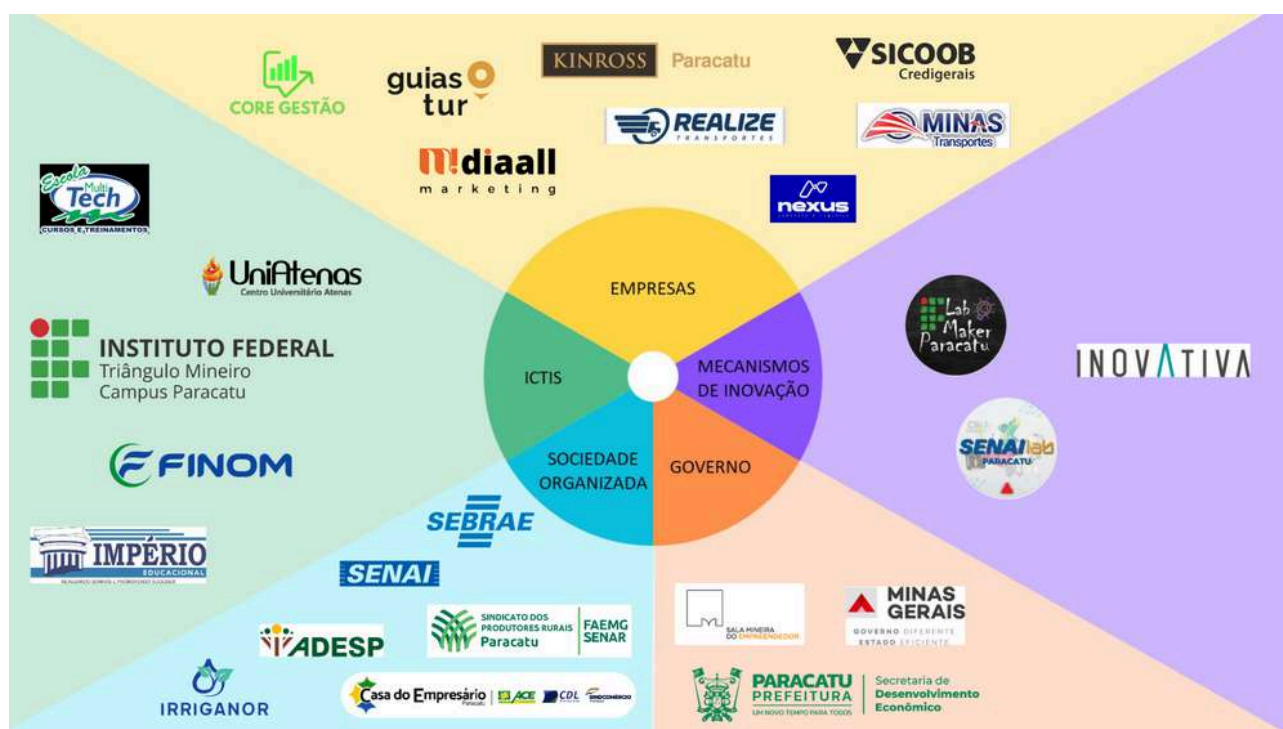 CORE GESTÃO
guias
tur
KINROSS Paracatu
SICOOB
Credigerais
REALIZE
TRANSPORTES
MINAS
Transportes
m!diaall
marketing
nexus
Escola
Multi
Tech
CURSOS E TREINAMENTOS
UniAtenas
Centro Universitário Atenas
INSTITUTO FEDERAL
Triângulo Mineiro
Campus Paracatu
FINOM
IMPÉRIO
EDUCACIONAL
EMPRESAS
ICTIS
MECANISMOS
DE INOVAÇÃO
SOCIEDADE
ORGANIZADA
GOVERNO
Lab
Maker
Paracatu
INOVATIVA
SENAI lab
PARACATU
SEBRAE
SENAI
ADESP
SINDICATO DOS
PRODUTORES RURAIS
Paracatu
FAEMG
SENAR
IRRIGANOR
Casa do Empresário
Paracatu
ACE
CDL
SINDCOMÉRCIO
SALA MINEIRA
DO EMPREENDEDOR
MINAS
GERAIS
GOVERNO DIFERENTE
ESTADO EFICIENTE
PARACATU
PREFEITURA
UM NOVO TEMPO PARA TODOS
Secretaria de
Desenvolvimento
Econômico